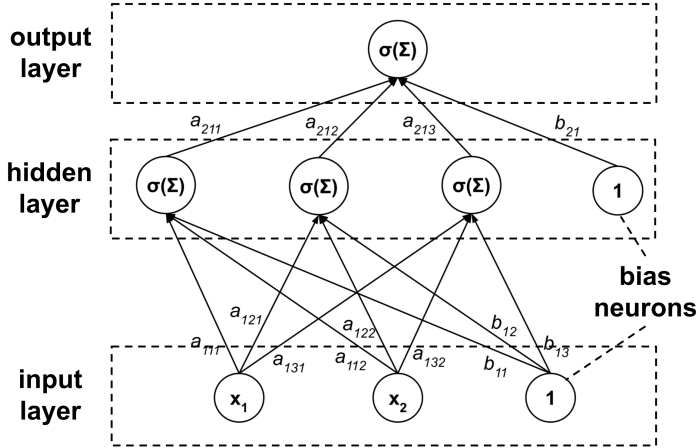 output
layer
σ(Σ)
a₂₁₁
a₂₁₂
a₂₁₃
b₂₁
hidden
layer
σ(Σ)
σ(Σ)
σ(Σ)
1
bias
neurons
a₁₁₁
a₁₂₁
a₁₃₁
a₁₂₂
a₁₁₂
a₁₃₂
b₁₂
b₁₁
b₁₃
input
layer
x₁
x₂
1